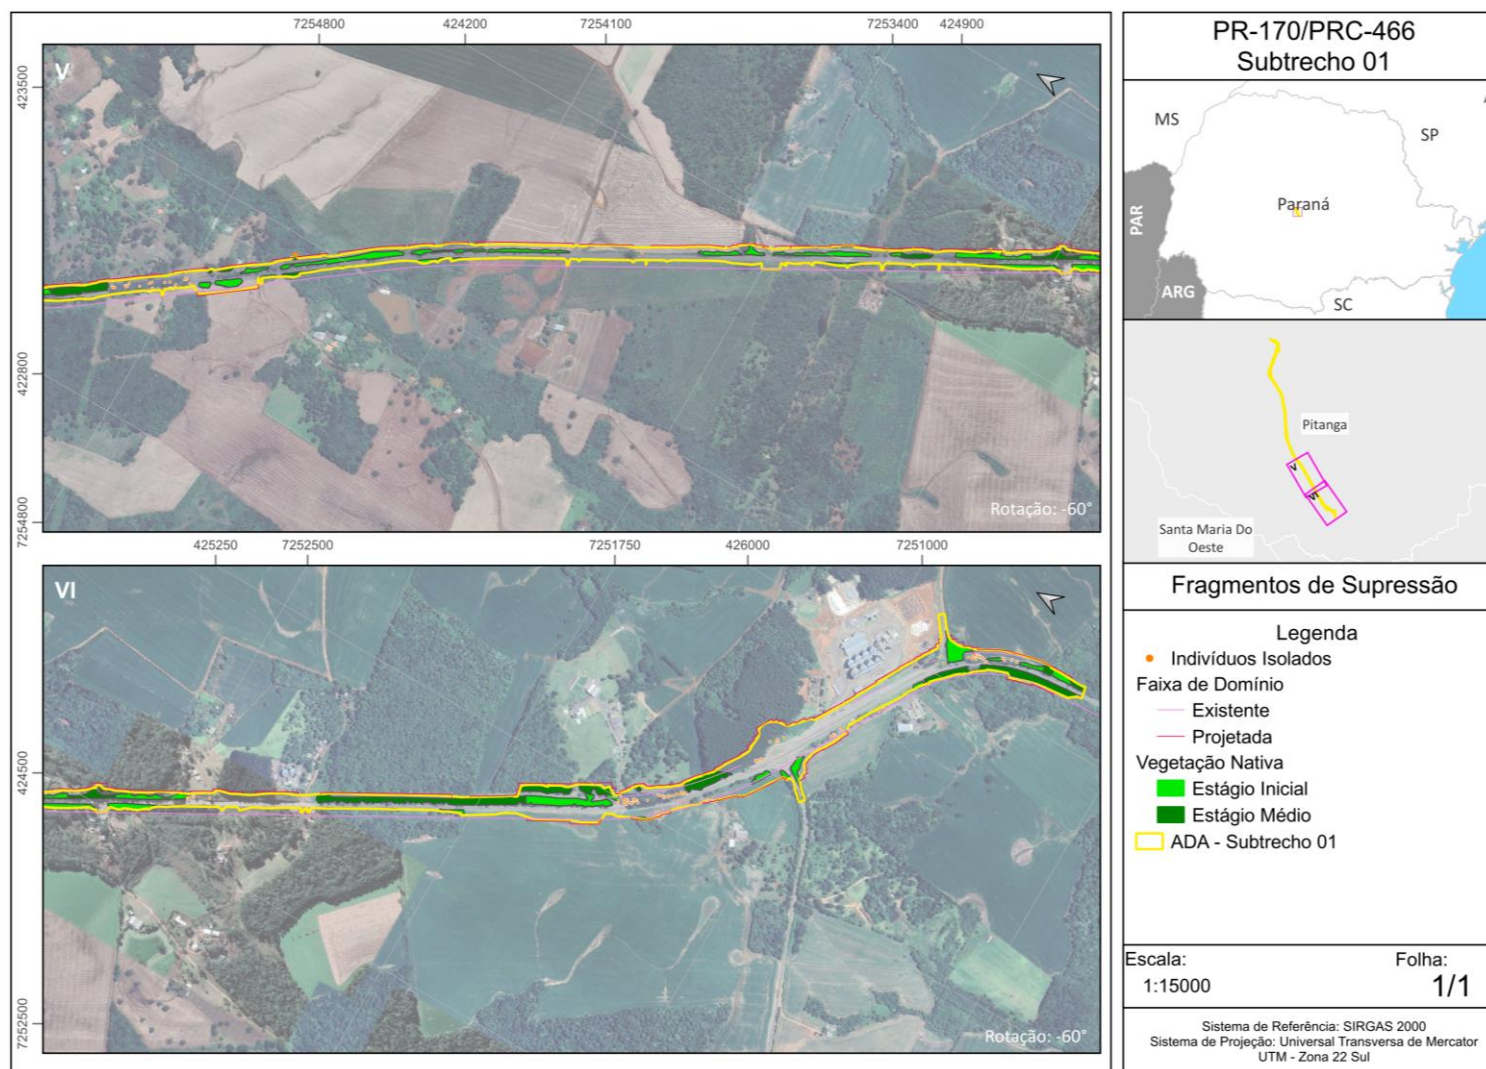 7254800
424200
7254100
7253400
424900
423500
422800
7254800
V
Rotação: -60°
425250
7252500
7251750
426000
7251000
424500
7252500
VI
Rotação: -60°
PR-170/PRC-466
Subtrecho 01
MS
SP
Paraná
PAR
ARG
SC
Pitanga
V
VI
Santa Maria Do
Oeste
Fragmentos de Supressão
Legenda
Indivíduos Isolados
Faixa de Domínio
Existente
Projetada
Vegetação Nativa
Estágio Inicial
Estágio Médio
ADA - Subtrecho 01
Escala:
1:15000
Folha:
1/1
Sistema de Referência: SIRGAS 2000
Sistema de Projeção: Universal Transversa de Mercator
UTM - Zona 22 Sul